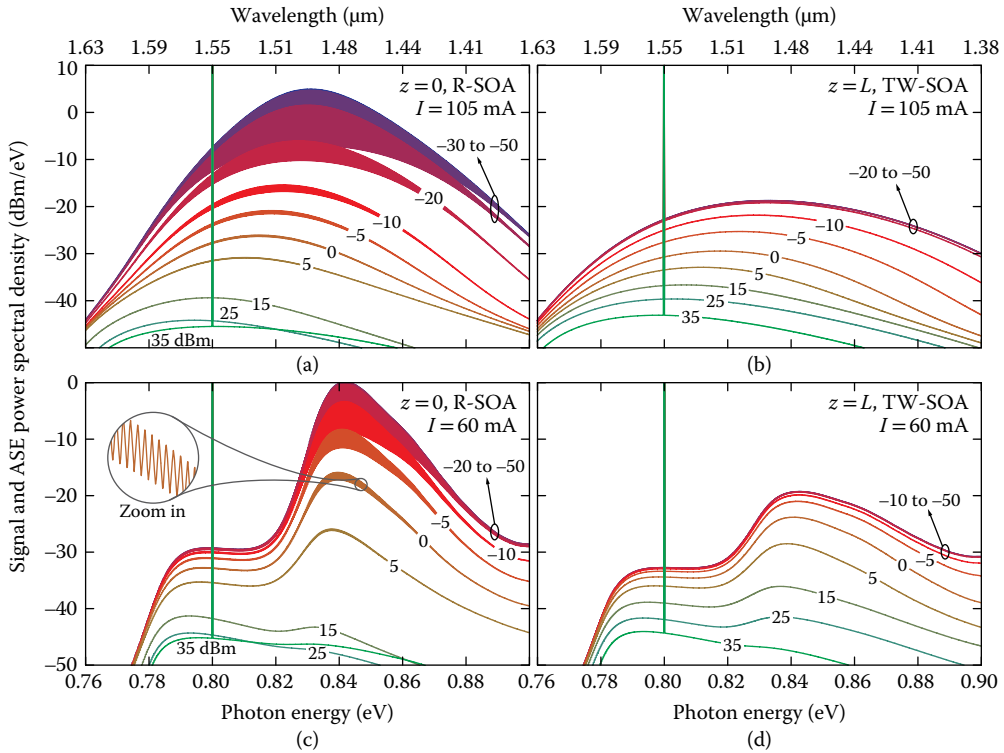 Wavelength (µm)
Wavelength (µm)
1.63 1.59 1.55 1.51 1.48 1.44 1.41 1.63 1.59 1.55 1.51 1.48 1.44 1.41 1.38
Signal and ASE power spectral density (dBm/eV)
10
0
−10
−20
−30
−40
z = 0, R-SOA
I = 105 mA
−30 to −50
−20
−10
−5
0
5
15
25
35 dBm
(a)
z = L, TW-SOA
I = 105 mA
−20 to −50
−10
−5
0
5
15
25
35
(b)
0
−10
−20
−30
−40
−50
z = 0, R-SOA
I = 60 mA
Zoom in
−20 to −50
−5
0
−10
5
15
35 dBm
25
0.76 0.78 0.80 0.82 0.84 0.86 0.88 0.76
Photon energy (eV)
(c)
z = L, TW-SOA
I = 60 mA
−10 to −50
−5
0
5
15
25
35
0.78 0.80 0.82 0.84 0.86 0.88 0.90
Photon energy (eV)
(d)